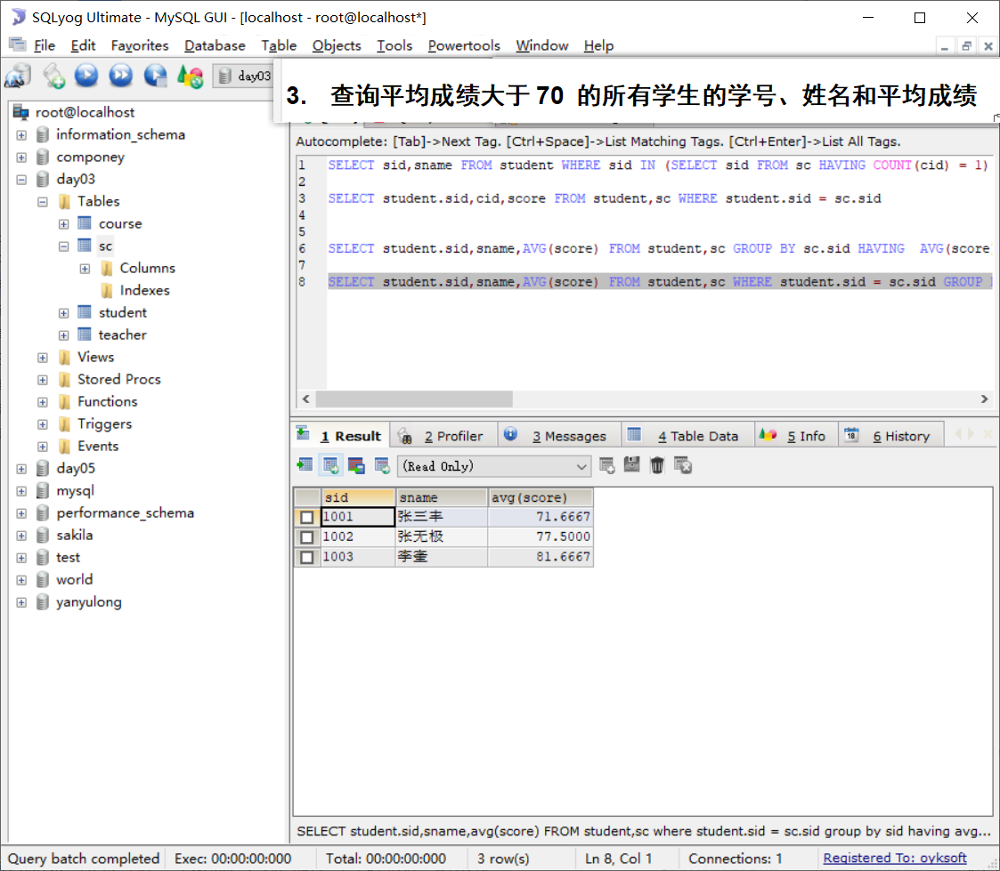 SQLyog Ultimate - MySQL GUI - [localhost - root@localhost*]
File Edit Favorites Database Table Objects Tools Powertools Window Help
day03
3. 查询平均成绩大于 70 的所有学生的学号、姓名和平均成绩
root@localhost
information_schema
componey
day03
Tables
course
sc
Columns
Indexes
student
teacher
Views
Stored Procs
Functions
Triggers
Events
day05
mysql
performance_schema
sakila
test
world
yanyulong
Autocomplete: [Tab]->Next Tag. [Ctrl+Space]->List Matching Tags. [Ctrl+Enter]->List All Tags.
1 SELECT sid,sname FROM student WHERE sid IN (SELECT sid FROM sc HAVING COUNT(cid) = 1)
2
3 SELECT student.sid,cid,score FROM student,sc WHERE student.sid = sc.sid
4
5
6 SELECT student.sid,sname,AVG(score) FROM student,sc GROUP BY sc.sid HAVING AVG(score
7
8 SELECT student.sid,sname,AVG(score) FROM student,sc WHERE student.sid = sc.sid GROUP
1 Result 2 Profiler 3 Messages 4 Table Data 5 Info 18 6 History
(Read Only)
sid sname avg(score)
1001 张三丰 71.6667
1002 张无极 77.5000
1003 李奎 81.6667
SELECT student.sid,sname,avg(score) FROM student,sc where student.sid = sc.sid group by sid having avg...
Query batch completed Exec: 00:00:00:000 Total: 00:00:00:000 3 row(s) Ln 8, Col 1 Connections: 1 Registered To: ovksoft